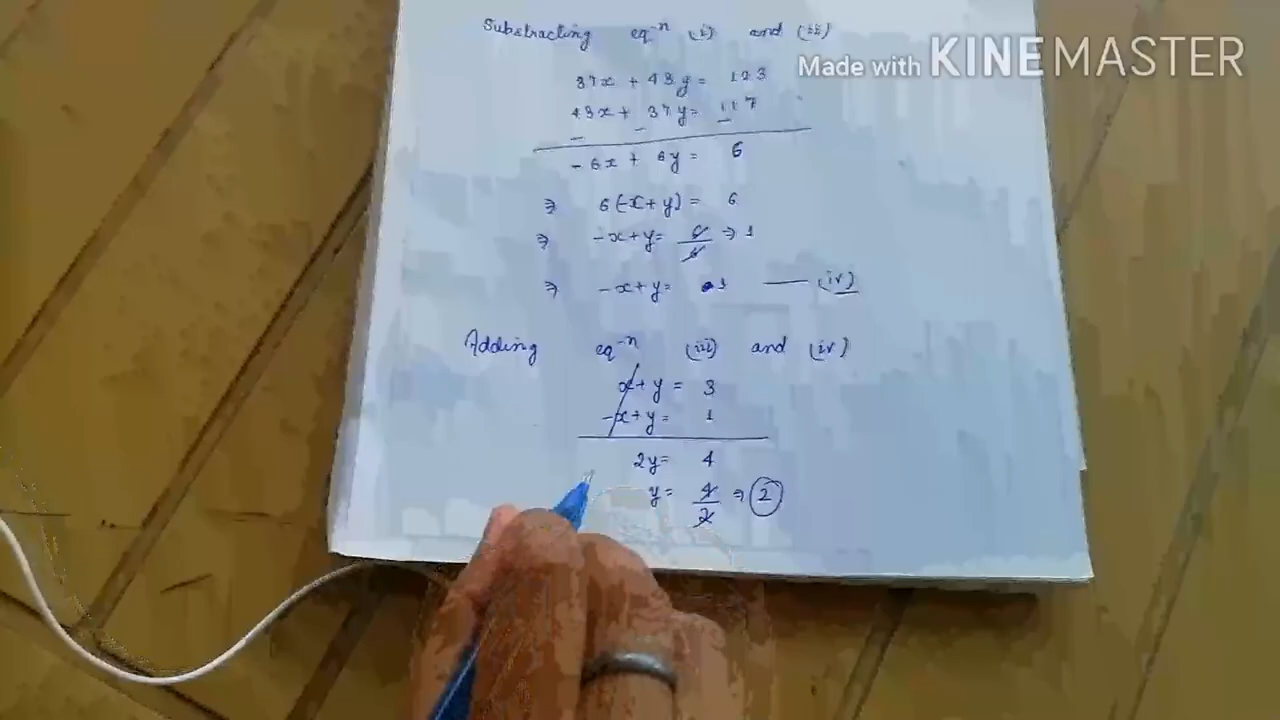 Substracting eq⁻ⁿ (i) and (ii)
Made with KINEMASTER
37x + 43y = 123
43x + 37y = 117
- - -
-6x + 6y = 6
⇒ 6(-x+y) = 6
⇒ -x+y = 6/6 ⇒ 1
⇒ -x+y = 1 — (iv)
Adding eq⁻ⁿ (iii) and (iv)
x+y = 3
-x+y = 1
2y = 4
y = 4/2 ⇒ 2